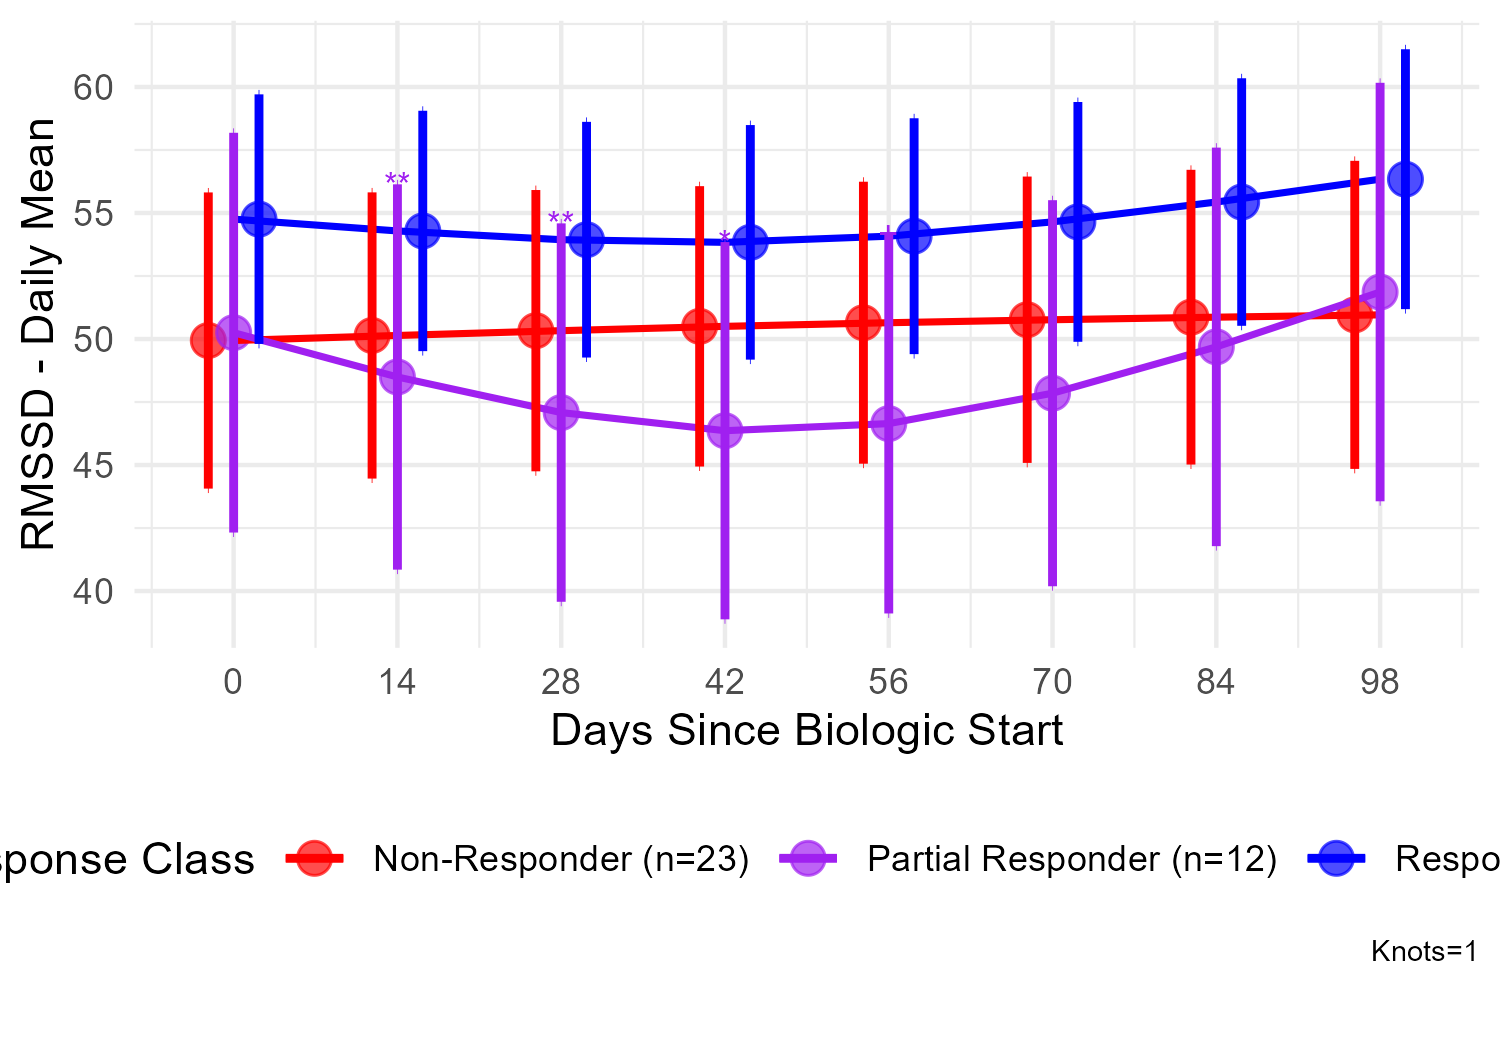 RMSSD - Daily Mean
60
55
50
45
40
**
**
*
+
0 14 28 42 56 70 84 98
Days Since Biologic Start
sponse Class Non-Responder (n=23) Partial Responder (n=12) Respo
Knots=1